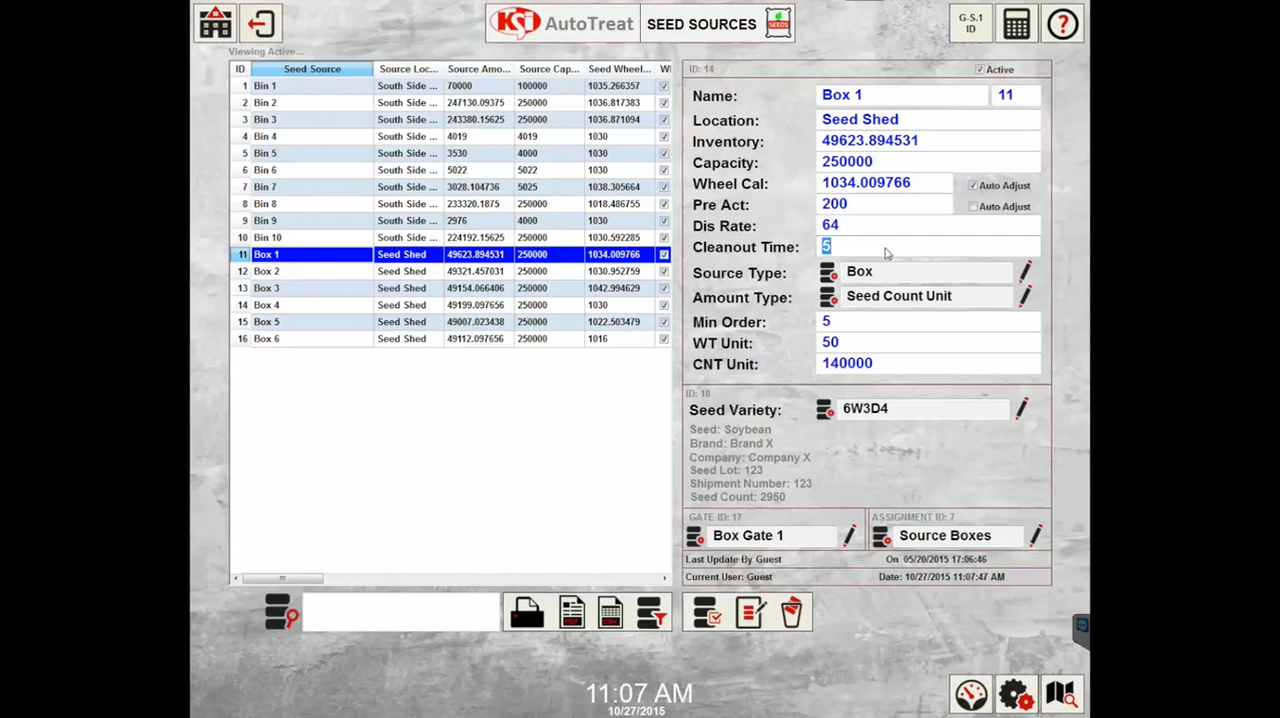 KSi AutoTreat SEED SOURCES SEEDS
G-S.1
ID
Viewing Active...
ID Seed Source Source Loc... Source Amo... Source Cap... Seed Wheel... Wl
1 Bin 1 South Side ... 70000 100000 1035.266357
2 Bin 2 South Side ... 247130.09375 250000 1036.817383
3 Bin 3 South Side ... 243380.15625 250000 1036.871094
4 Bin 4 South Side ... 4019 4019 1030
5 Bin 5 South Side ... 3530 4000 1030
6 Bin 6 South Side ... 5022 5022 1030
7 Bin 7 South Side ... 3028.104736 5025 1038.305664
8 Bin 8 South Side ... 233320.1875 250000 1018.486755
9 Bin 9 South Side ... 2976 4000 1030
10 Bin 10 South Side ... 224192.15625 250000 1030.592285
11 Box 1 Seed Shed 49623.894531 250000 1034.009766
12 Box 2 Seed Shed 49321.457031 250000 1030.952759
13 Box 3 Seed Shed 49154.066406 250000 1042.994629
14 Box 4 Seed Shed 49199.097656 250000 1030
15 Box 5 Seed Shed 49007.023438 250000 1022.503479
16 Box 6 Seed Shed 49112.097656 250000 1016
ID: 14 Active
Name: Box 1 11
Location: Seed Shed
Inventory: 49623.894531
Capacity: 250000
Wheel Cal: 1034.009766 Auto Adjust
Pre Act: 200 Auto Adjust
Dis Rate: 64
Cleanout Time: 5
Source Type: Box
Amount Type: Seed Count Unit
Min Order: 5
WT Unit: 50
CNT Unit: 140000
ID: 10
Seed Variety: 6W3D4
Seed: Soybean
Brand: Brand X
Company: Company X
Seed Lot: 123
Shipment Number: 123
Seed Count: 2950
GATE ID: 17 ASSIGNMENT ID: 7
Box Gate 1 Source Boxes
Last Update By Guest On 05/20/2015 17:06:46
Current User: Guest Date: 10/27/2015 11:07:47 AM
PDF CSV
11:07 AM
10/27/2015